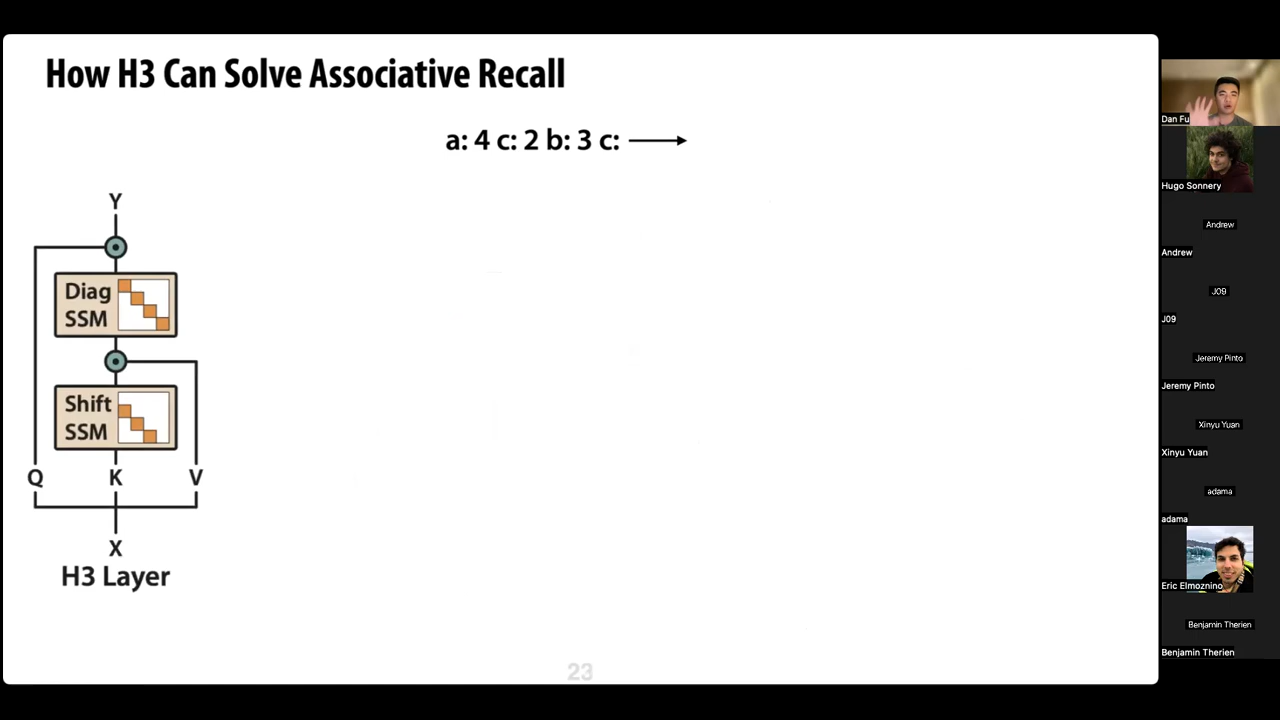 How H3 Can Solve Associative Recall
a: 4 c: 2 b: 3 c:
Y
Diag
SSM
Shift
SSM
Q K V
X
H3 Layer
23
Dan Fu
Hugo Sonnery
Andrew
Andrew
J09
J09
Jeremy Pinto
Jeremy Pinto
Xinyu Yuan
Xinyu Yuan
adama
adama
Eric Elmoznino
Benjamin Therien
Benjamin Therien